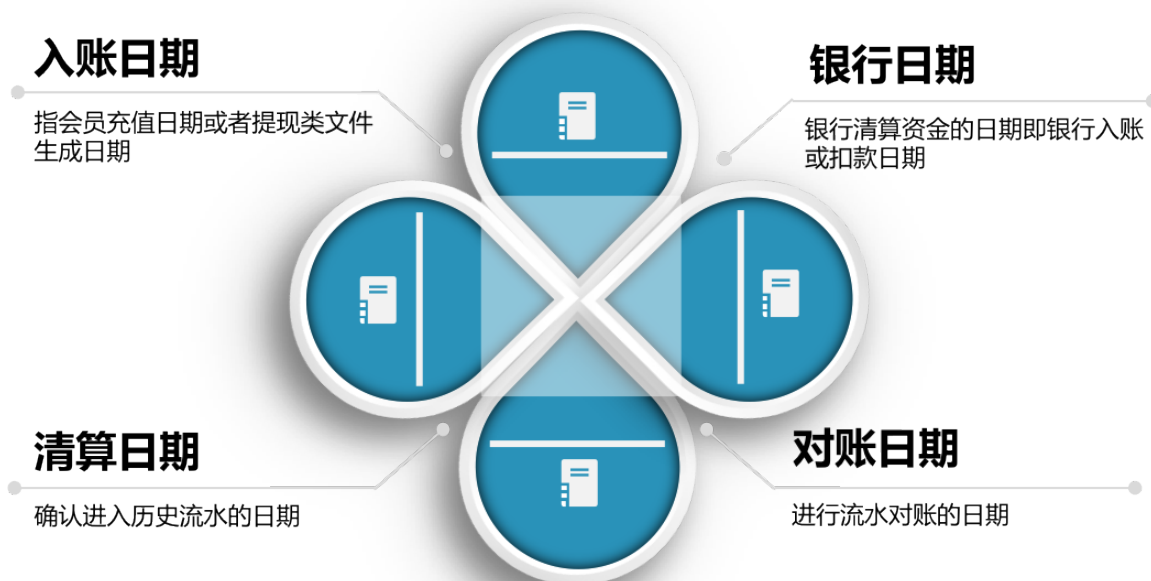 入账日期
指会员充值日期或者提现类文件
生成日期
银行日期
银行清算资金的日期即银行入账
或扣款日期
清算日期
确认进入历史流水的日期
对账日期
进行流水对账的日期